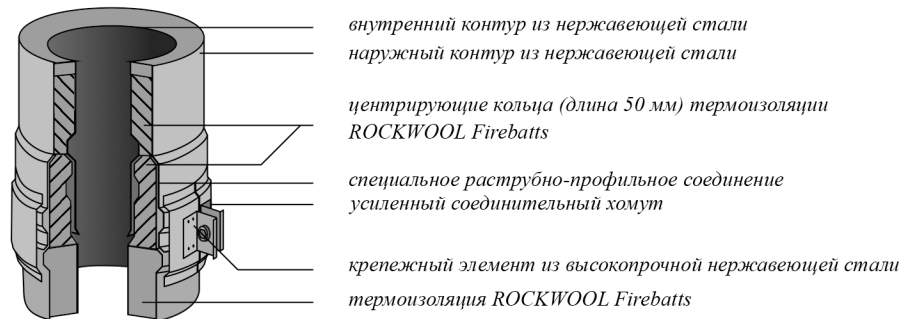 внутренний контур из нержавеющей стали
наружный контур из нержавеющей стали
центрирующие кольца (длина 50 мм) термоизоляции
ROCKWOOL Firebatts
специальное раструбно-профильное соединение
усиленный соединительный хомут
крепежный элемент из высокопрочной нержавеющей стали
термоизоляция ROCKWOOL Firebatts